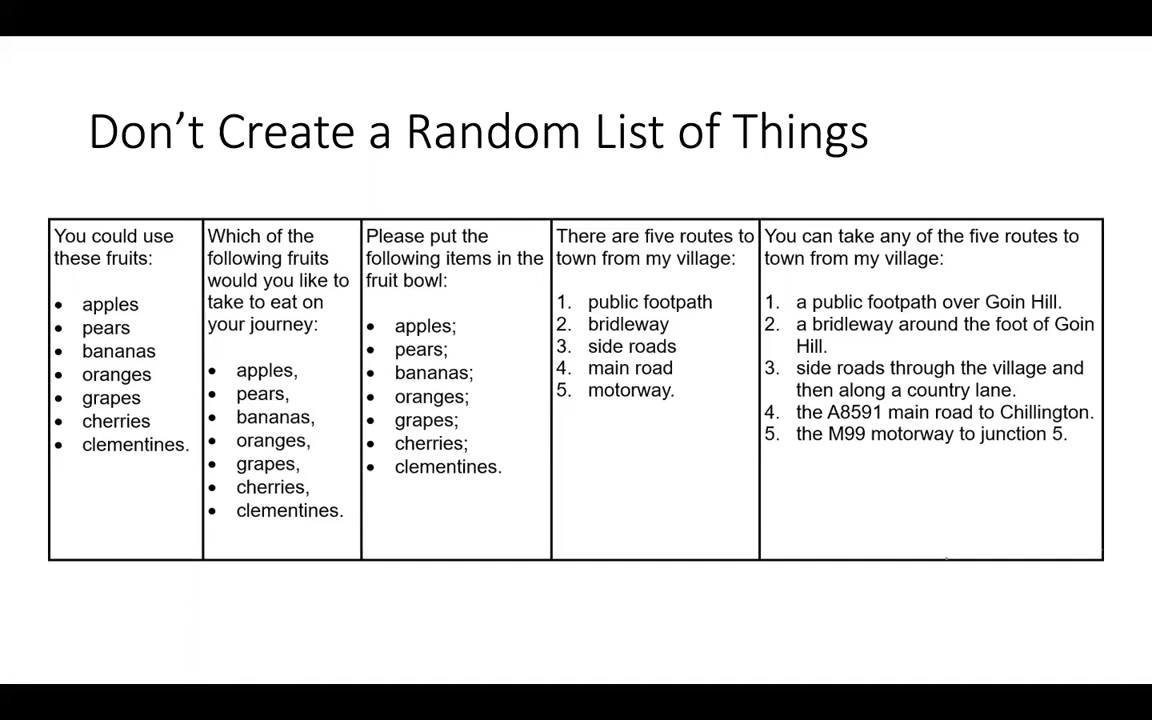 Don't Create a Random List of Things
You could use
these fruits:
• apples
• pears
• bananas
• oranges
• grapes
• cherries
• clementines.
Which of the
following fruits
would you like to
take to eat on
your journey:
• apples,
• pears,
• bananas,
• oranges,
• grapes,
• cherries,
• clementines.
Please put the
following items in the
fruit bowl:
• apples;
• pears;
• bananas;
• oranges;
• grapes;
• cherries;
• clementines.
There are five routes to
town from my village:
1. public footpath
2. bridleway
3. side roads
4. main road
5. motorway.
You can take any of the five routes to
town from my village:
1. a public footpath over Goin Hill.
2. a bridleway around the foot of Goin
Hill.
3. side roads through the village and
then along a country lane.
4. the A8591 main road to Chillington.
5. the M99 motorway to junction 5.